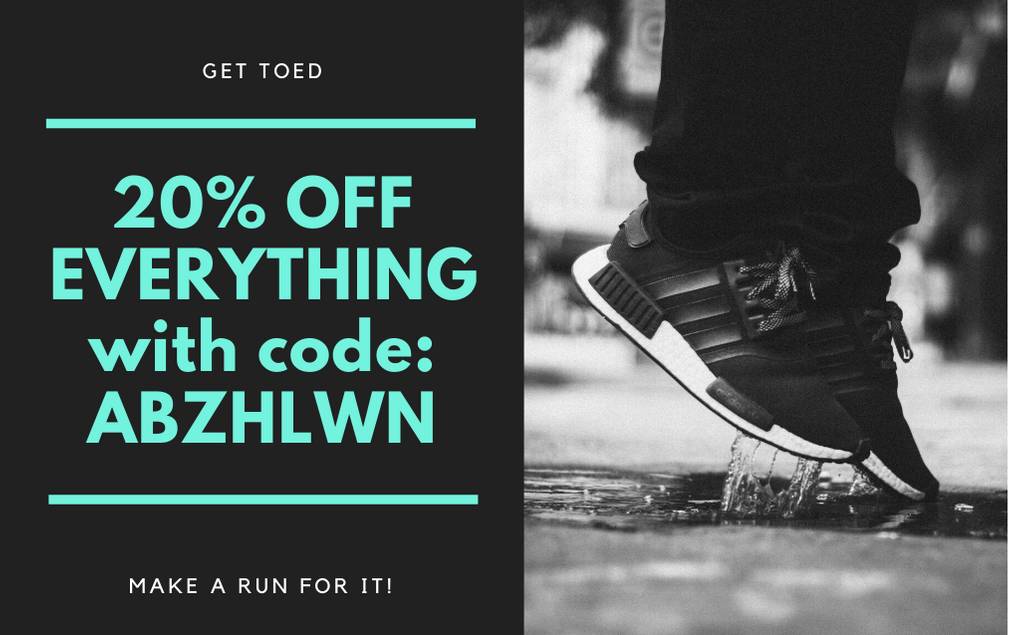 GET TOED
20% OFF
EVERYTHING
with code:
ABZHLWN
MAKE A RUN FOR IT!